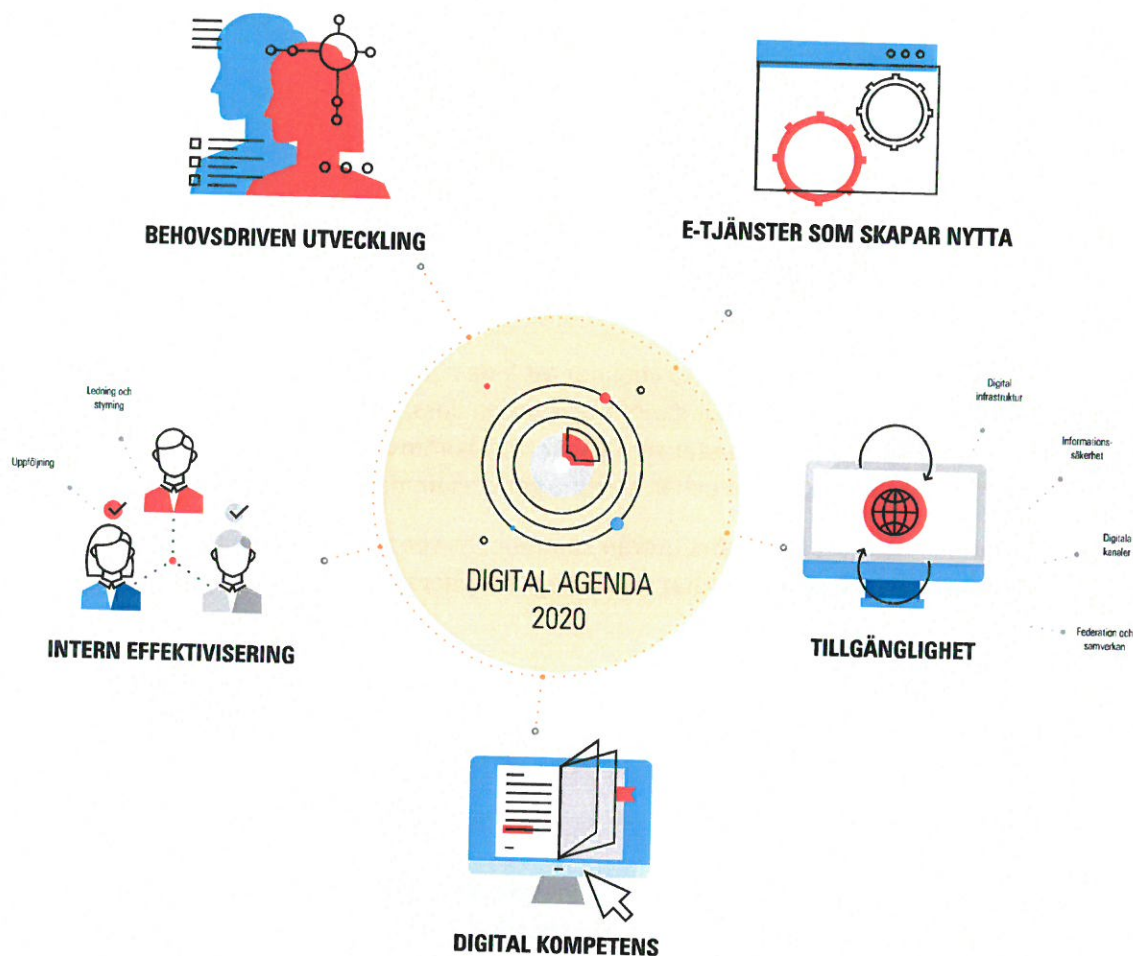 BEHOVSDRIVEN UTVECKLING
E-TJÄNSTER SOM SKAPAR NYTTA
Ledning och
styrning
Uppföljning
INTERN EFFEKTIVISERING
DIGITAL AGENDA
2020
Digital
infrastruktur
Informations-
säkerhet
Digitala
kanaler
Federation och
samverkan
TILLGÄNGLIGHET
DIGITAL KOMPETENS